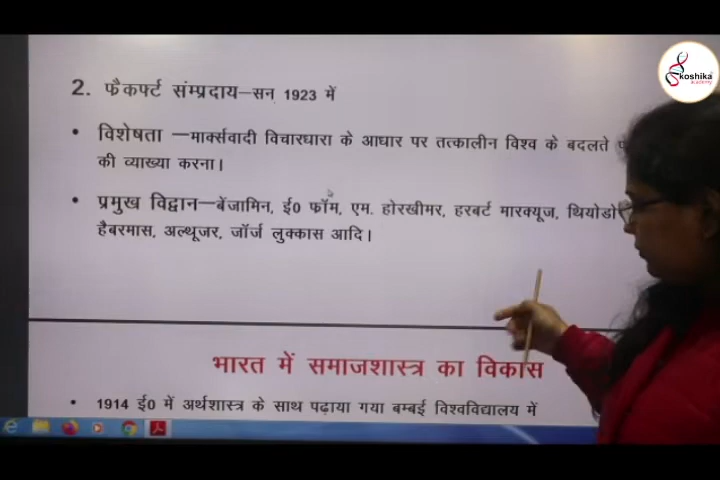 koshika
academy
2. फ्रैंकफर्ट संम्प्रदाय–सन् 1923 में
• विशेषता –मार्क्सवादी विचारधारा के आधार पर तत्कालीन विश्व के बदलते
की व्याख्या करना।
• प्रमुख विद्वान–बेंजामिन, ई0 फ्रॉम, एम. होरखीमर, हरबर्ट मारक्यूज, थियोडो
हैबरमास, अल्थूजर, जॉर्ज लुक्कास आदि।
भारत में समाजशास्त्र का विकास
• 1914 ई0 में अर्थशास्त्र के साथ पढ़ाया गया बम्बई विश्वविद्यालय में